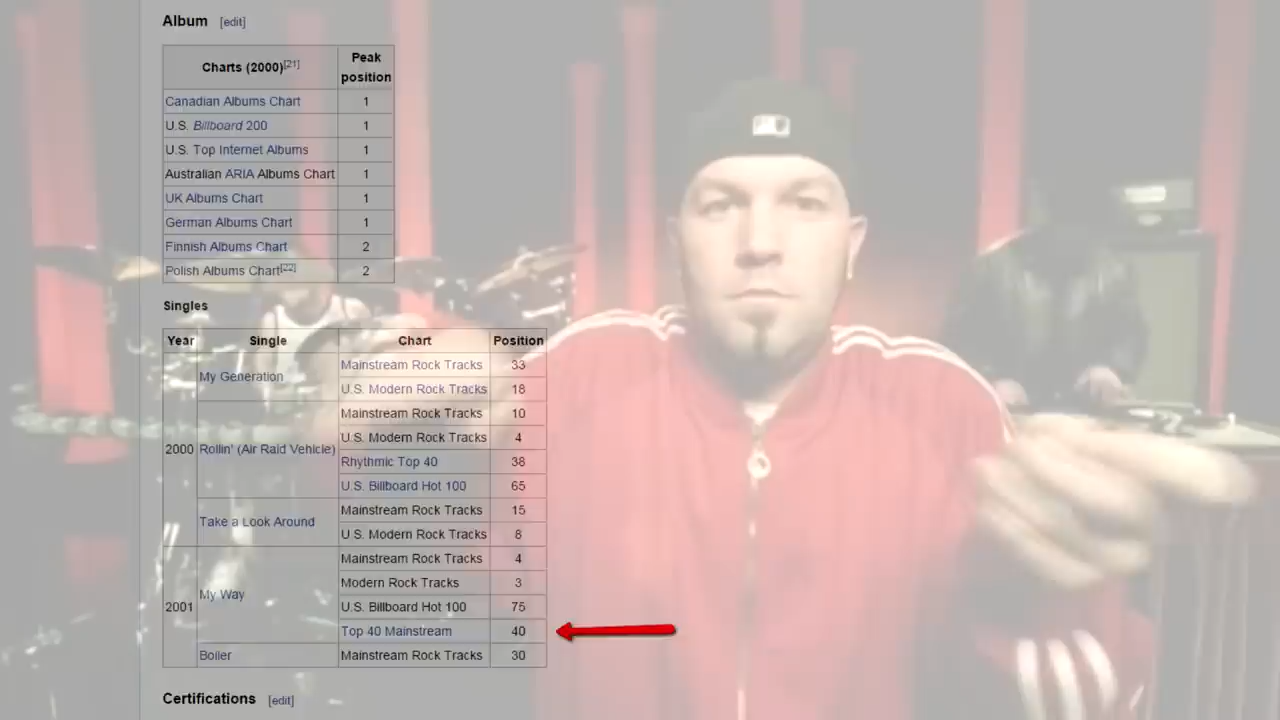 Album [edit]
Charts (2000)[21] Peak position
Canadian Albums Chart 1
U.S. Billboard 200 1
U.S. Top Internet Albums 1
Australian ARIA Albums Chart 1
UK Albums Chart 1
German Albums Chart 1
Finnish Albums Chart 2
Polish Albums Chart[22] 2
Singles
Year Single Chart Position
2000 My Generation Mainstream Rock Tracks 33
U.S. Modern Rock Tracks 18
Rollin' (Air Raid Vehicle) Mainstream Rock Tracks 10
U.S. Modern Rock Tracks 4
Rhythmic Top 40 38
U.S. Billboard Hot 100 65
Take a Look Around Mainstream Rock Tracks 15
U.S. Modern Rock Tracks 8
2001 My Way Mainstream Rock Tracks 4
Modern Rock Tracks 3
U.S. Billboard Hot 100 75
Top 40 Mainstream 40
Boiler Mainstream Rock Tracks 30
Certifications [edit]